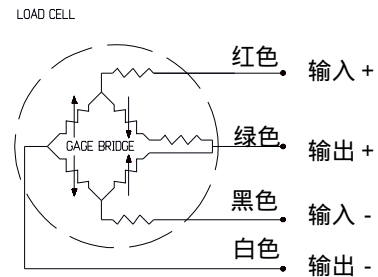 LOAD CELL
红色 输入 +
GAGE BRIDGE 绿色 输出 +
黑色 输入 -
白色 输出 -